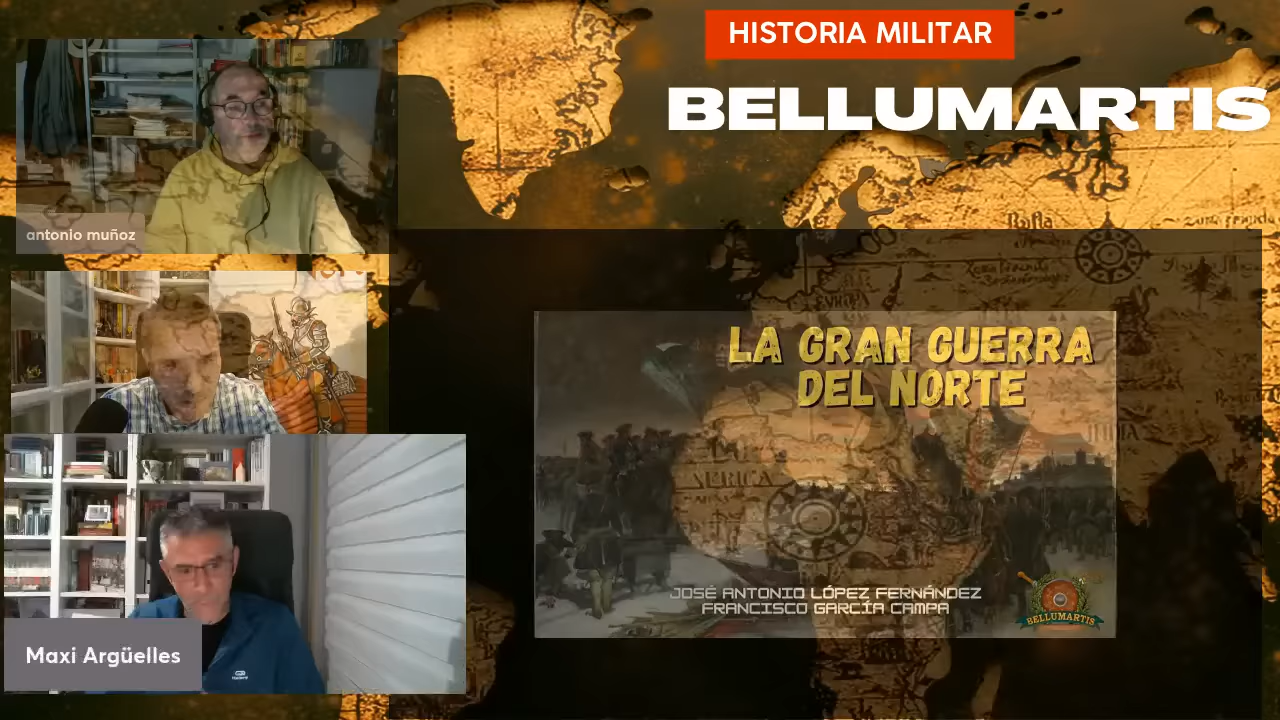 HISTORIA MILITAR
BELLUMARTIS
antonio muñoz
LA GRAN GUERRA
DEL NORTE
AFRICA
JOSÉ ANTONIO LÓPEZ FERNÁNDEZ
FRANCISCO GARCÍA CAMPA
BELLUMARTIS
Maxi Argüelles